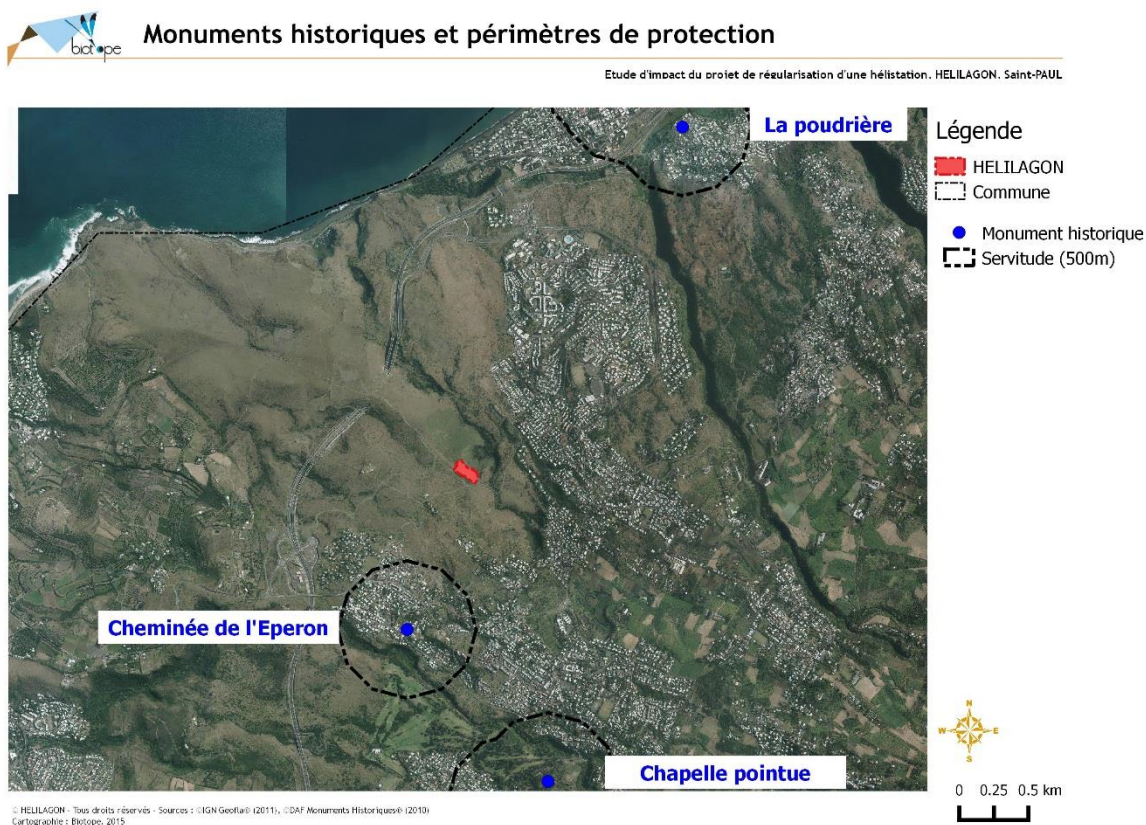 biotope
Monuments historiques et périmètres de protection
Etude d'impact du projet de régularisation d'une hélistation. HELILAGON. Saint-PAUL
La poudrière
Légende
HELILAGON
Commune
Monument historique
Servitude (500m)
Cheminée de l'Eperon
Chapelle pointue
N
W E
S
0 0.25 0.5 km
© HELILAGON - Tous droits réservés - Sources : ©IGN Geofla® (2011), ©DAF Monuments Historiques® (2010)
Cartographie : Biotope, 2015